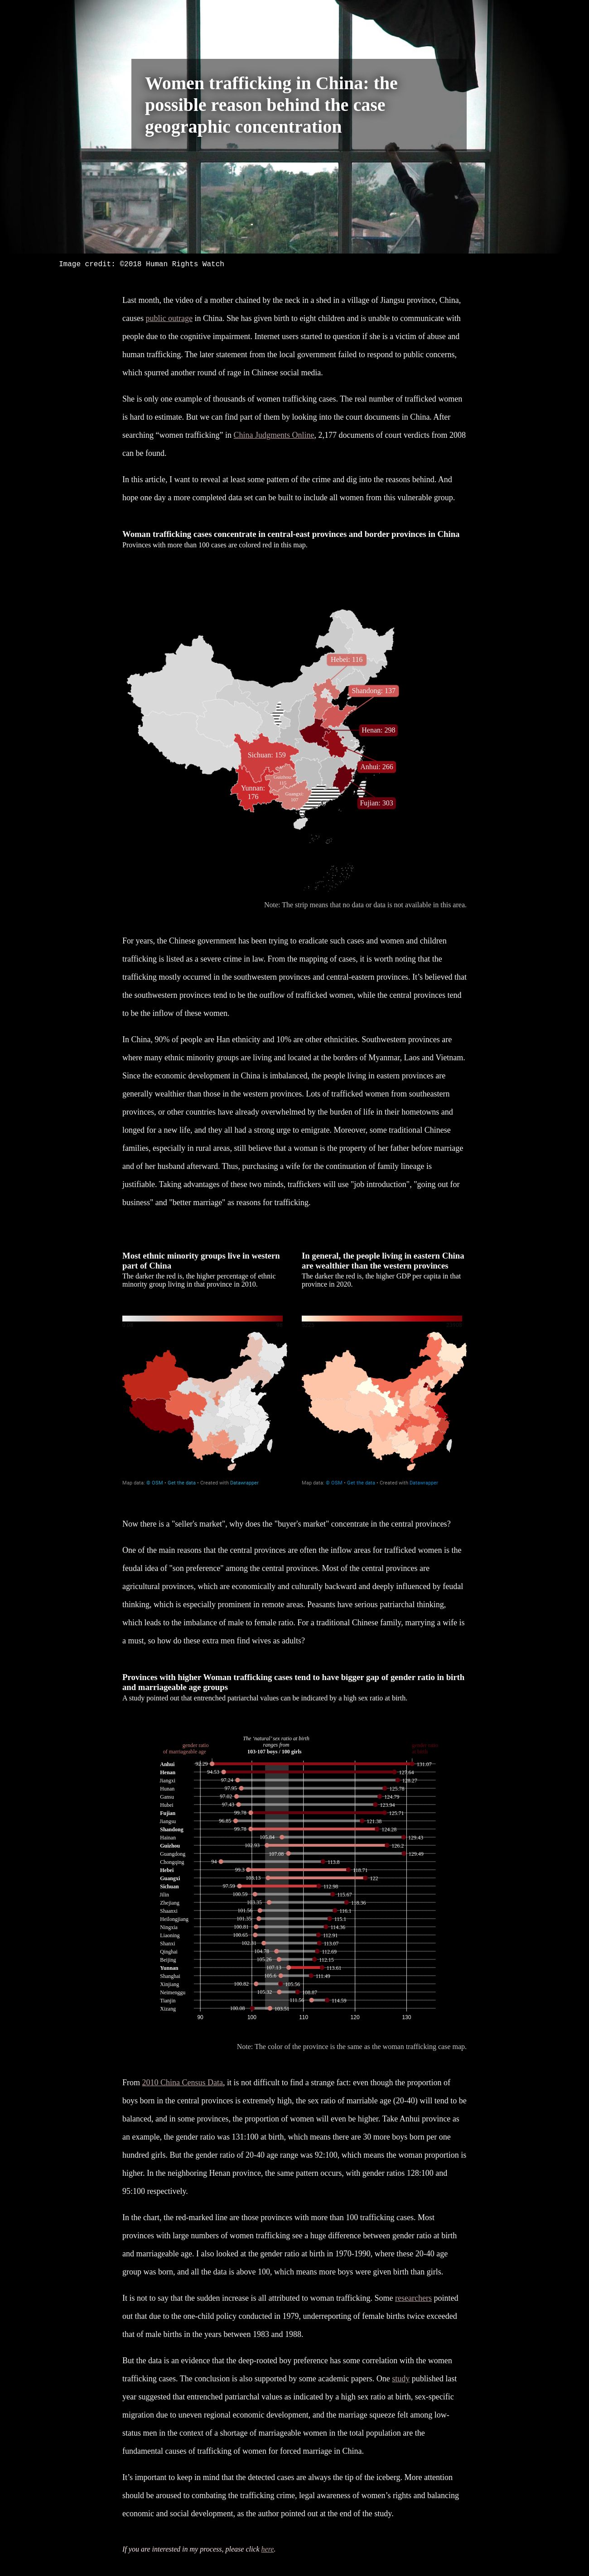 Women trafficking in China: the
possible reason behind the case
geographic concentration
Image credit: ©2018 Human Rights Watch
Last month, the video of a mother chained by the neck in a shed in a village of Jiangsu province, China,
causes public outrage in China. She has given birth to eight children and is unable to communicate with
people due to the cognitive impairment. Internet users started to question if she is a victim of abuse and
human trafficking. The later statement from the local government failed to respond to public concerns,
which spurred another round of rage in Chinese social media.
She is only one example of thousands of women trafficking cases. The real number of trafficked women
is hard to estimate. But we can find part of them by looking into the court documents in China. After
searching “women trafficking” in China Judgments Online, 2,177 documents of court verdicts from 2008
can be found.
In this article, I want to reveal at least some pattern of the crime and dig into the reasons behind. And
hope one day a more completed data set can be built to include all women from this vulnerable group.
Woman trafficking cases concentrate in central-east provinces and border provinces in China
Provinces with more than 100 cases are colored red in this map.
Hebei: 116
Shandong: 137
Henan: 298
Sichuan: 159
Anhui: 266
Guizhou:
Yunnan:
176
Guangxi:
Fujian: 303
Note: The strip means that no data or data is not available in this area.
For years, the Chinese government has been trying to eradicate such cases and women and children
trafficking is listed as a severe crime in law. From the mapping of cases, it is worth noting that the
trafficking mostly occurred in the southwestern provinces and central-eastern provinces. It’s believed that
the southwestern provinces tend to be the outflow of trafficked women, while the central provinces tend
to be the inflow of these women.
In China, 90% of people are Han ethnicity and 10% are other ethnicities. Southwestern provinces are
where many ethnic minority groups are living and located at the borders of Myanmar, Laos and Vietnam.
Since the economic development in China is imbalanced, the people living in eastern provinces are
generally wealthier than those in the western provinces. Lots of trafficked women from southeastern
provinces, or other countries have already overwhelmed by the burden of life in their hometowns and
longed for a new life, and they all had a strong urge to emigrate. Moreover, some traditional Chinese
families, especially in rural areas, still believe that a woman is the property of her father before marriage
and of her husband afterward. Thus, purchasing a wife for the continuation of family lineage is
justifiable. Taking advantages of these two minds, traffickers will use "job introduction", "going out for
business" and "better marriage" as reasons for trafficking.
Most ethnic minority groups live in western
part of China
The darker the red is, the higher percentage of ethnic
minority group living in that province in 2010.
Map data: © OSM • Get the data • Created with Datawrapper
In general, the people living in eastern China
are wealthier than the western provinces
The darker the red is, the higher GDP per capita in that
province in 2020.
Map data: © OSM • Get the data • Created with Datawrapper
Now there is a "seller's market", why does the "buyer's market" concentrate in the central provinces?
One of the main reasons that the central provinces are often the inflow areas for trafficked women is the
feudal idea of "son preference" among the central provinces. Most of the central provinces are
agricultural provinces, which are economically and culturally backward and deeply influenced by feudal
thinking, which is especially prominent in remote areas. Peasants have serious patriarchal thinking,
which leads to the imbalance of male to female ratio. For a traditional Chinese family, marrying a wife is
a must, so how do these extra men find wives as adults?
Provinces with higher Woman trafficking cases tend to have bigger gap of gender ratio in birth
and marriageable age groups
A study pointed out that entrenched patriarchal values can be indicated by a high sex ratio at birth.
The ‘natural’ sex ratio at birth
ranges from
103-107 boys / 100 girls
gender ratio
of marriageable age
gender ratio
Anhui 92.29 131.07
Henan 94.53 127.64
Jiangxi 97.24 128.27
Hunan 97.95 125.78
Gansu 97.02 124.79
Hubei 97.43 123.94
Fujian 99.78 125.71
Jiangsu 96.85 121.38
Shandong 99.78 124.28
Hainan 105.84 129.43
Guizhou 102.93 126.2
Guangdong 107.08 129.49
Chongqing 94 113.8
Hebei 99.3 118.71
Guangxi 103.13 122
Sichuan 97.59 112.98
Jilin 100.59 115.67
Zhejiang 103.35 118.36
Shaanxi 101.56 116.1
Heilongjiang 101.35 115.1
Ningxia 100.81 114.36
Liaoning 100.65 112.91
Shanxi 102.31 113.07
Qinghai 104.78 112.69
Beijing 105.26 112.15
Yunnan 107.13 113.61
Shanghai 105.6 111.49
Xinjiang 100.82 105.56
Neimenggu 105.32 108.87
Tianjin 111.56 114.59
Xizang 100.08 103.51
90 100 110 120 130
Note: The color of the province is the same as the woman trafficking case map.
From 2010 China Census Data, it is not difficult to find a strange fact: even though the proportion of
boys born in the central provinces is extremely high, the sex ratio of marriable age (20-40) will tend to be
balanced, and in some provinces, the proportion of women will even be higher. Take Anhui province as
an example, the gender ratio was 131:100 at birth, which means there are 30 more boys born per one
hundred girls. But the gender ratio of 20-40 age range was 92:100, which means the woman proportion is
higher. In the neighboring Henan province, the same pattern occurs, with gender ratios 128:100 and
95:100 respectively.
In the chart, the red-marked line are those provinces with more than 100 trafficking cases. Most
provinces with large numbers of women trafficking see a huge difference between gender ratio at birth
and marriageable age. I also looked at the gender ratio at birth in 1970-1990, where these 20-40 age
group was born, and all the data is above 100, which means more boys were given birth than girls.
It is not to say that the sudden increase is all attributed to woman trafficking. Some researchers pointed
out that due to the one-child policy conducted in 1979, underreporting of female births twice exceeded
that of male births in the years between 1983 and 1988.
But the data is an evidence that the deep-rooted boy preference has some correlation with the women
trafficking cases. The conclusion is also supported by some academic papers. One study published last
year suggested that entrenched patriarchal values as indicated by a high sex ratio at birth, sex-specific
migration due to uneven regional economic development, and the marriage squeeze felt among low-
status men in the context of a shortage of marriageable women in the total population are the
fundamental causes of trafficking of women for forced marriage in China.
It’s important to keep in mind that the detected cases are always the tip of the iceberg. More attention
should be aroused to combating the trafficking crime, legal awareness of women’s rights and balancing
economic and social development, as the author pointed out at the end of the study.
If you are interested in my process, please click here.